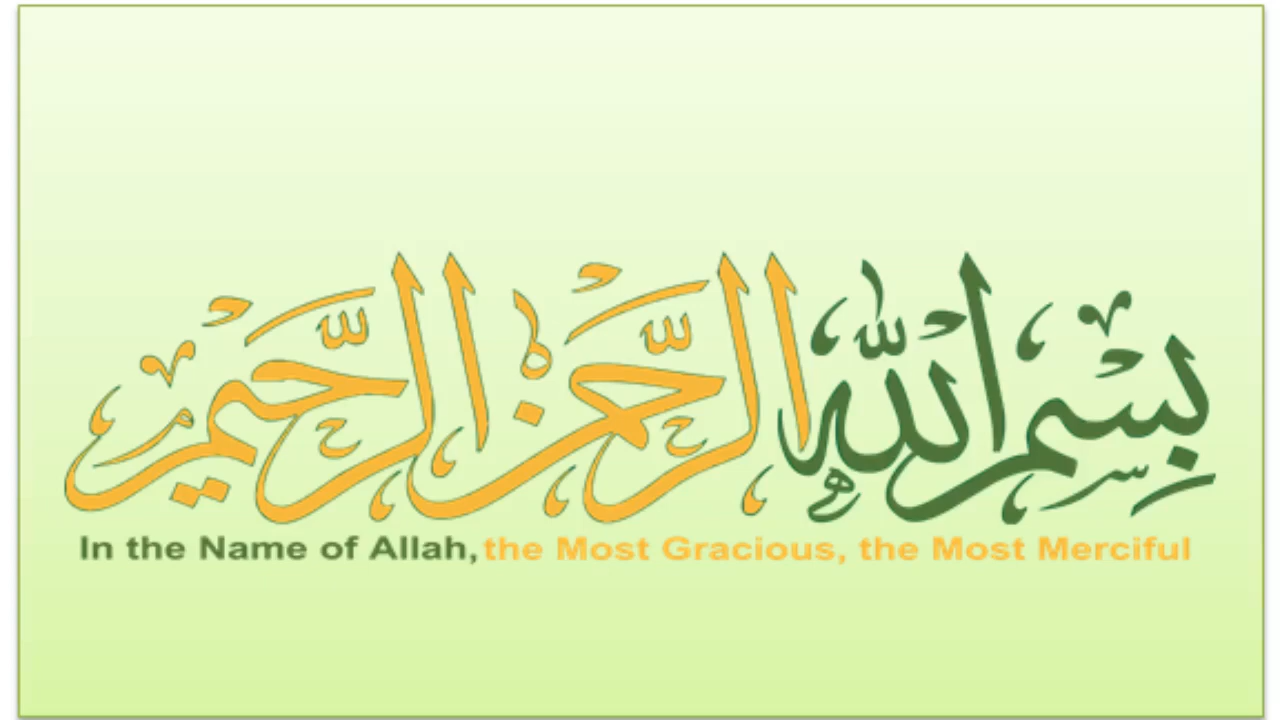 بسم الله الرحمن الرحيم
In the Name of Allah, the Most Gracious, the Most Merciful